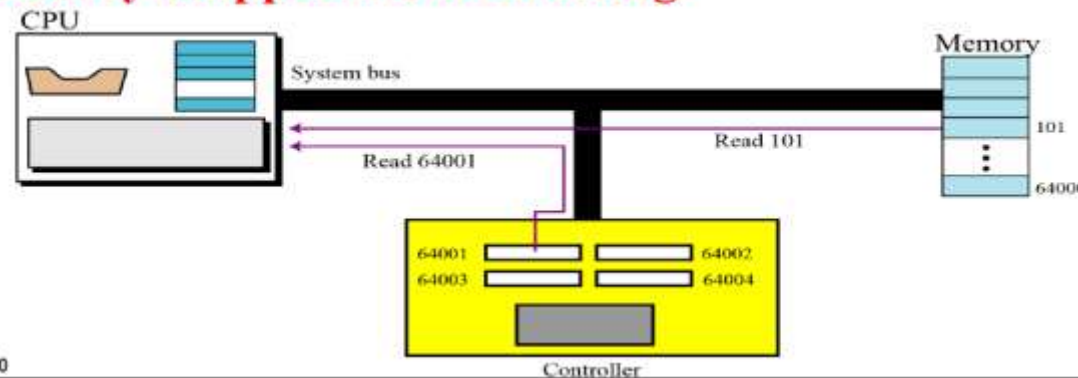 CPU
System bus
Memory
Read 101
101
Read 64001
64001
64002
64003
64004
Controller